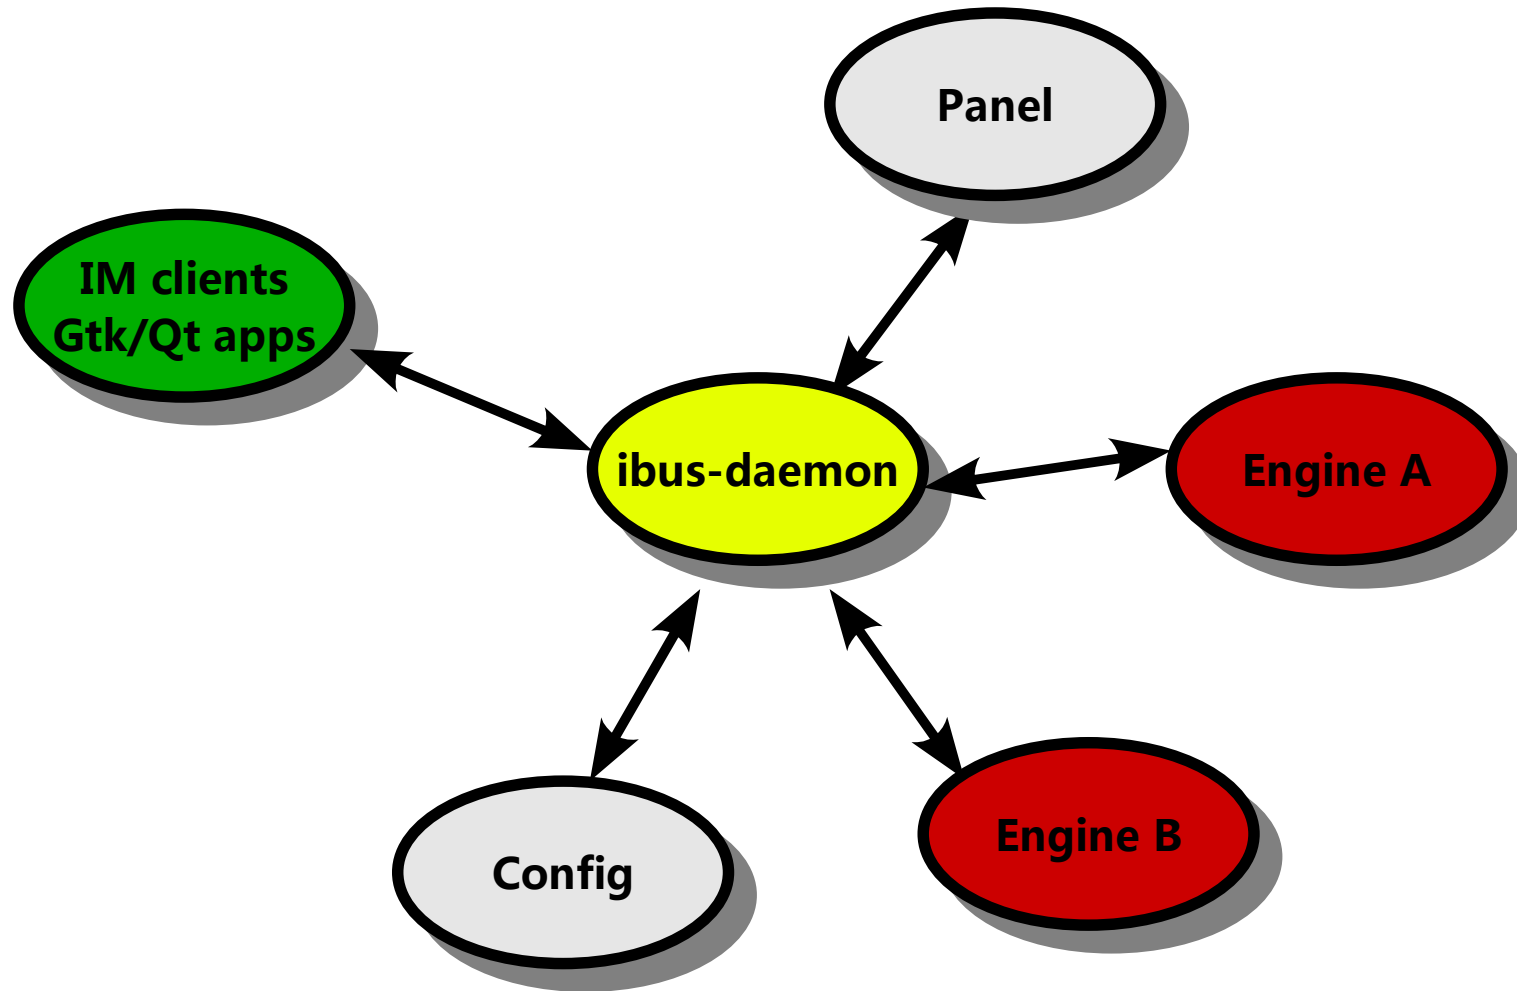 Panel
IM clients
Gtk/Qt apps
ibus-daemon
Engine A
Engine B
Config